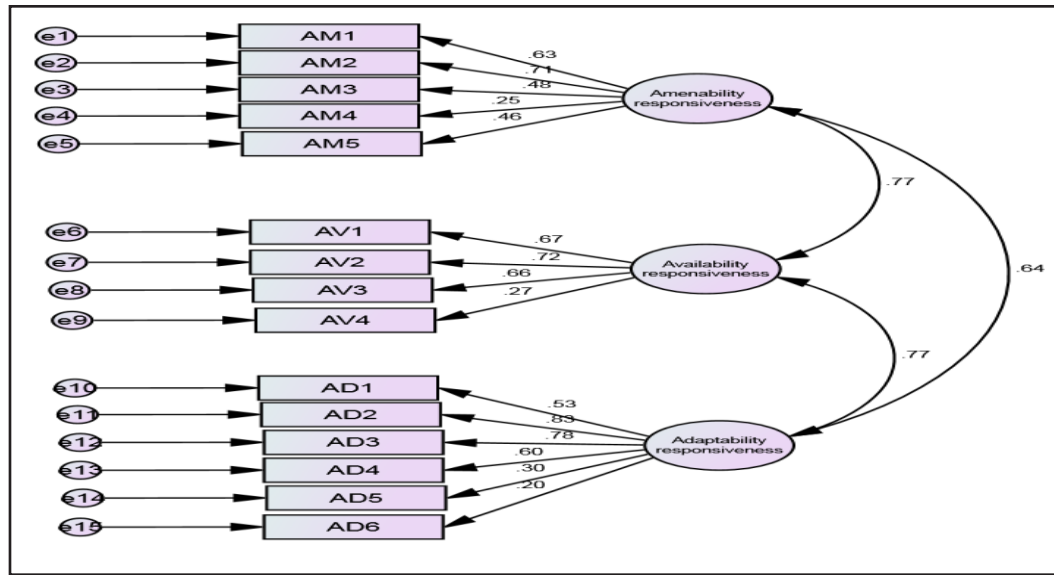 e1
AM1
e2
AM2
e3
AM3
e4
AM4
e5
AM5
.63
.71
.48
.25
.46
Amenability
responsiveness
.77
.64
e6
AV1
e7
AV2
e8
AV3
e9
AV4
.67
.72
.66
.27
Availability
responsiveness
.77
e10
AD1
e11
AD2
e12
AD3
e13
AD4
e14
AD5
e15
AD6
.53
.83
.78
.60
.30
.20
Adaptability
responsiveness